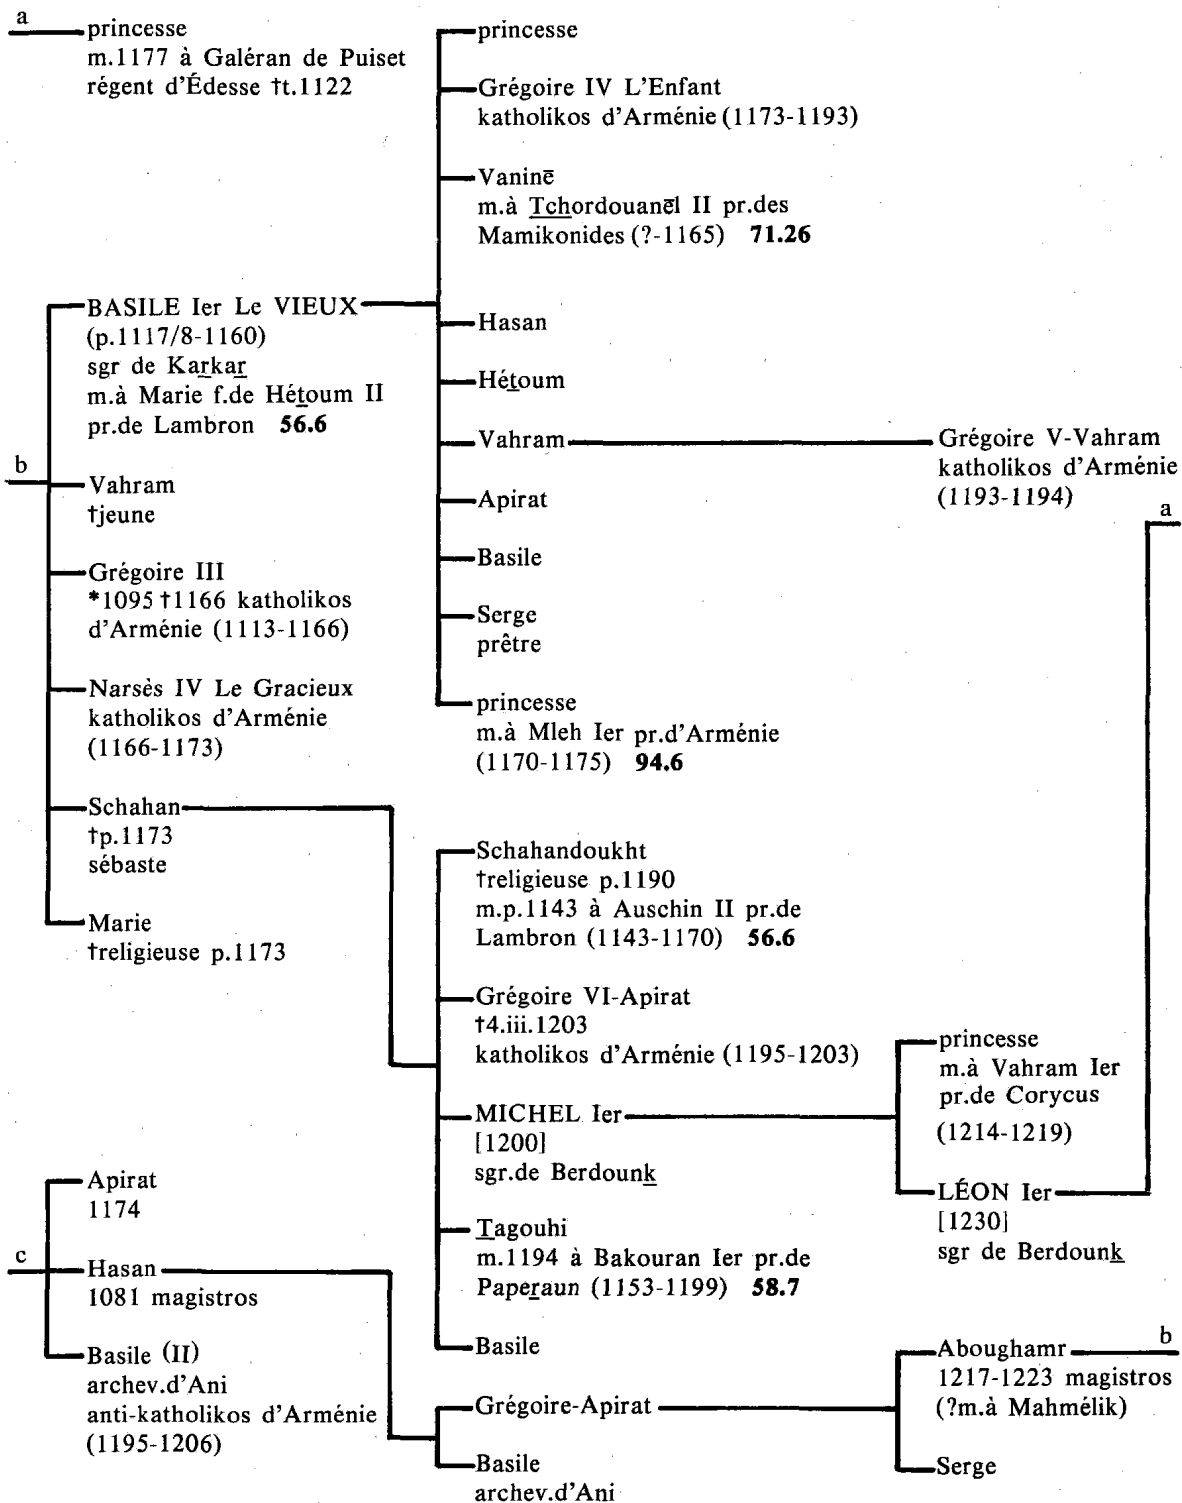 a
princesse
m.1177 à Galéran de Puiset
régent d'Édesse †t.1122
b
BASILE Ier Le VIEUX
(p.1117/8-1160)
sgr de Karkar
m.à Marie f.de Hétoum II
pr.de Lambron 56.6
Vahram
†jeune
Grégoire III
*1095 †1166 katholikos
d'Arménie (1113-1166)
Narsès IV Le Gracieux
katholikos d'Arménie
(1166-1173)
Schahan
†p.1173
sébaste
Marie
†religieuse p.1173
c
Apirat
1174
Hasan
1081 magistros
Basile (II)
archev.d'Ani
anti-katholikos d'Arménie
(1195-1206)
princesse
Grégoire IV L'Enfant
katholikos d'Arménie (1173-1193)
Vaninē
m.à Tchordouanēl II pr.des
Mamikonides (?-1165) 71.26
Hasan
Hétoum
Vahram
Apirat
Basile
Serge
prêtre
princesse
m.à Mleh Ier pr.d'Arménie
(1170-1175) 94.6
Schahandoukht
†religieuse p.1190
m.p.1143 à Auschin II pr.de
Lambron (1143-1170) 56.6
Grégoire VI-Apirat
†4.iii.1203
katholikos d'Arménie (1195-1203)
MICHEL Ier
[1200]
sgr.de Berdounk
Tagouhi
m.1194 à Bakouran Ier pr.de
Paperaun (1153-1199) 58.7
Basile
Grégoire-Apirat
Basile
archev.d'Ani
Grégoire V-Vahram
katholikos d'Arménie
(1193-1194)
a
princesse
m.à Vahram Ier
pr.de Corycus
(1214-1219)
LÉON Ier
[1230]
sgr de Berdounk
Aboughamr
b
1217-1223 magistros
(?m.à Mahmélik)
Serge